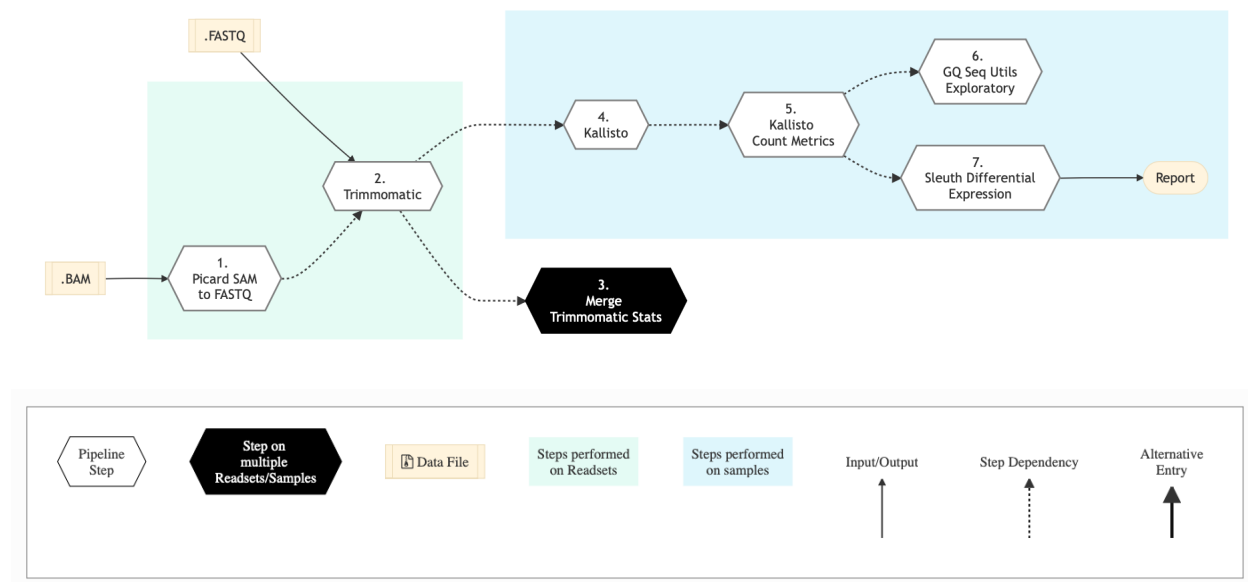 .FASTQ
6.
GQ Seq Utils
Exploratory
4.
Kallisto
5.
Kallisto
Count Metrics
2.
Trimmomatic
7.
Sleuth Differential
Expression
Report
.BAM
1.
Picard SAM
to FASTQ
3.
Merge
Trimmomatic Stats
Pipeline
Step
Step on
multiple
Readsets/Samples
Data File
Steps performed
on Readsets
Steps performed
on samples
Input/Output
Step Dependency
Alternative
Entry